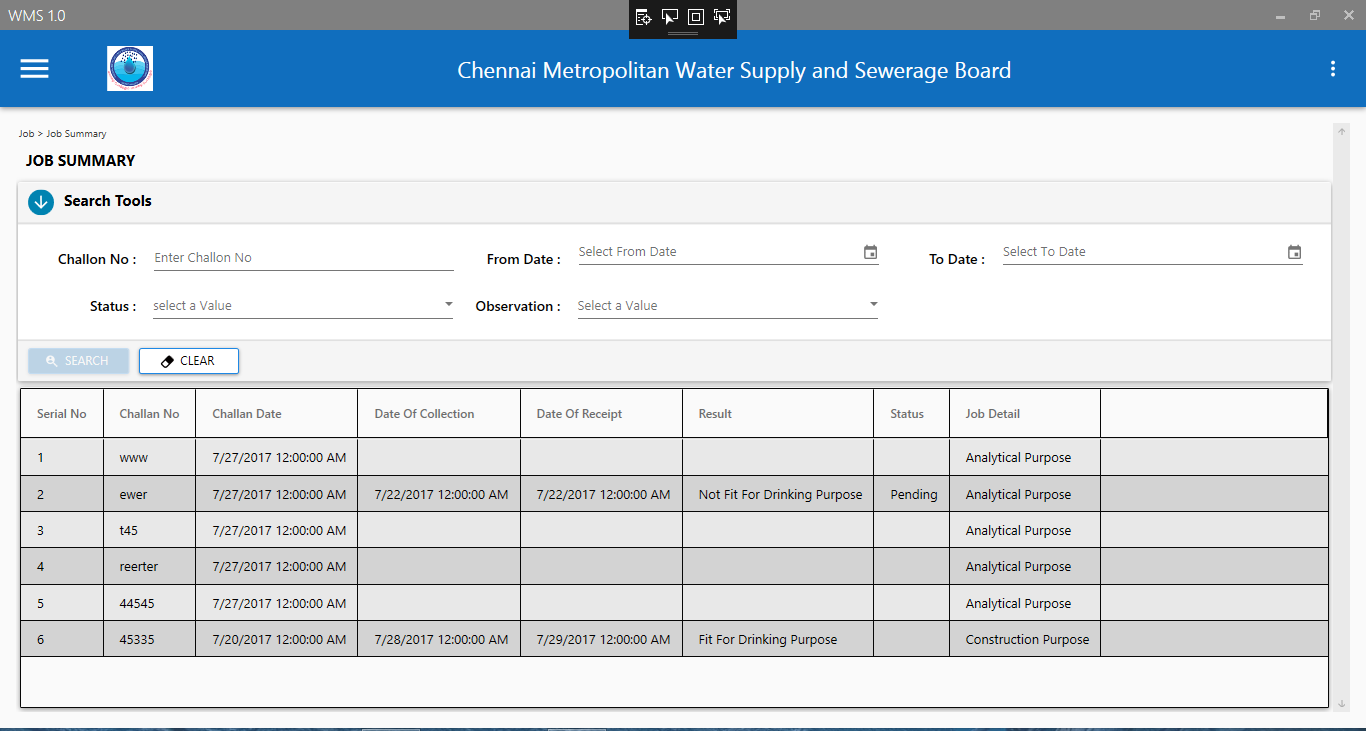 WMS 1.0
Chennai Metropolitan Water Supply and Sewerage Board
Job > Job Summary
JOB SUMMARY
Search Tools
Challon No : Enter Challon No From Date : Select From Date To Date : Select To Date
Status : select a Value Observation : Select a Value
SEARCH CLEAR
Serial No Challan No Challan Date Date Of Collection Date Of Receipt Result Status Job Detail
1 www 7/27/2017 12:00:00 AM Analytical Purpose
2 ewer 7/27/2017 12:00:00 AM 7/22/2017 12:00:00 AM 7/22/2017 12:00:00 AM Not Fit For Drinking Purpose Pending Analytical Purpose
3 t45 7/27/2017 12:00:00 AM Analytical Purpose
4 reerter 7/27/2017 12:00:00 AM Analytical Purpose
5 44545 7/27/2017 12:00:00 AM Analytical Purpose
6 45335 7/20/2017 12:00:00 AM 7/28/2017 12:00:00 AM 7/29/2017 12:00:00 AM Fit For Drinking Purpose Construction Purpose